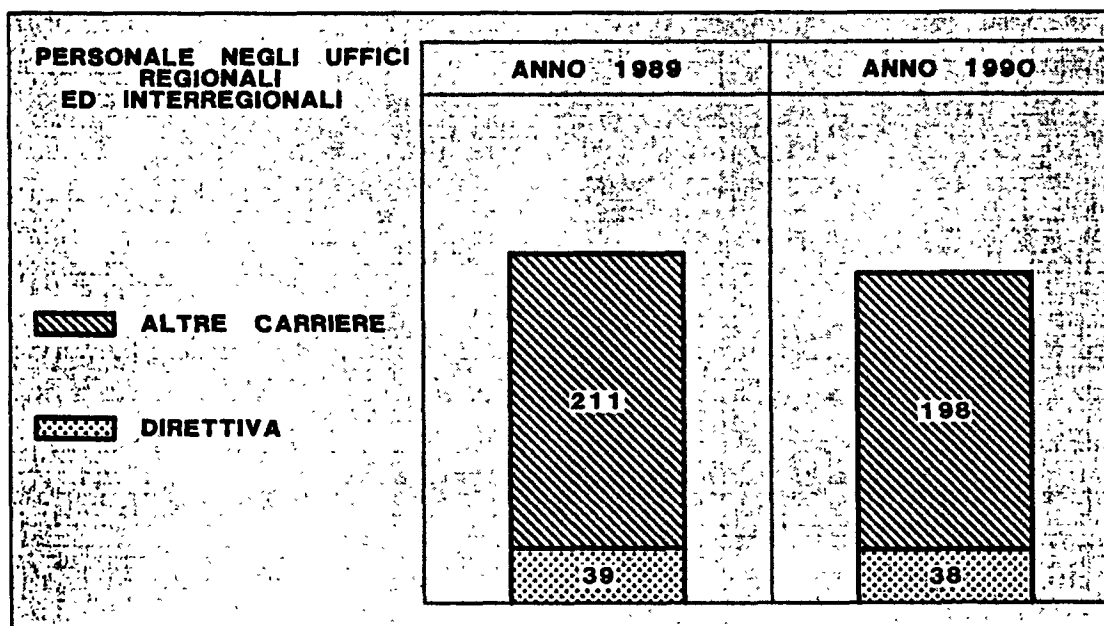 PERSONALE NEGLI UFFICI
REGIONALI
ED INTERREGIONALI
ANNO 1989
ANNO 1990
ALTRE CARRIERE
DIRETTIVA
211
39
198
38